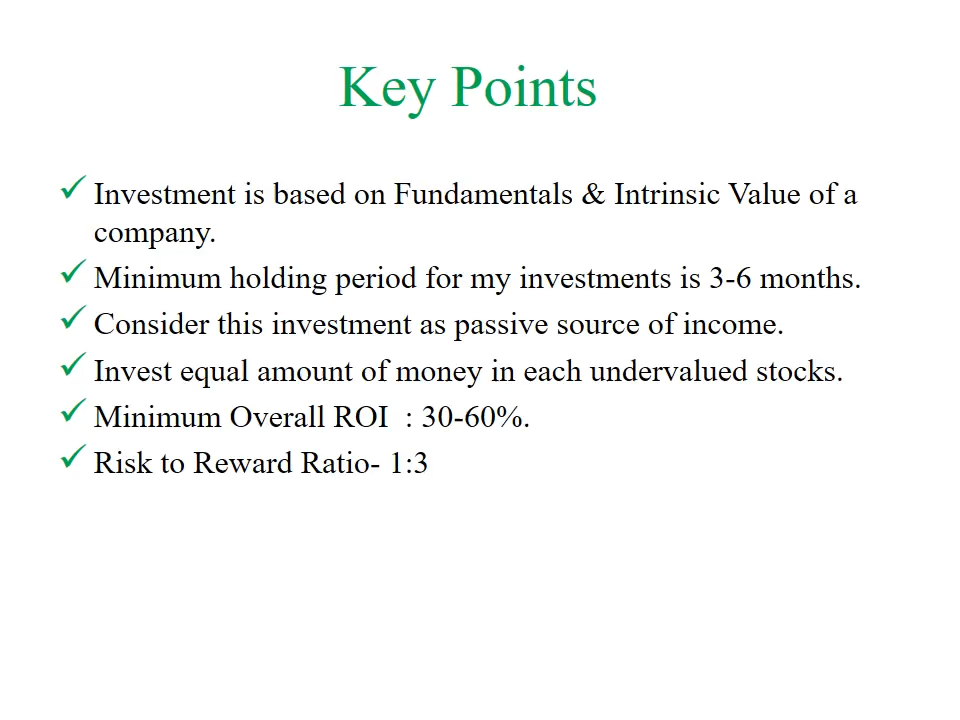 Key Points
Investment is based on Fundamentals & Intrinsic Value of a
company.
Minimum holding period for my investments is 3-6 months.
Consider this investment as passive source of income.
Invest equal amount of money in each undervalued stocks.
Minimum Overall ROI  : 30-60%.
Risk to Reward Ratio- 1:3